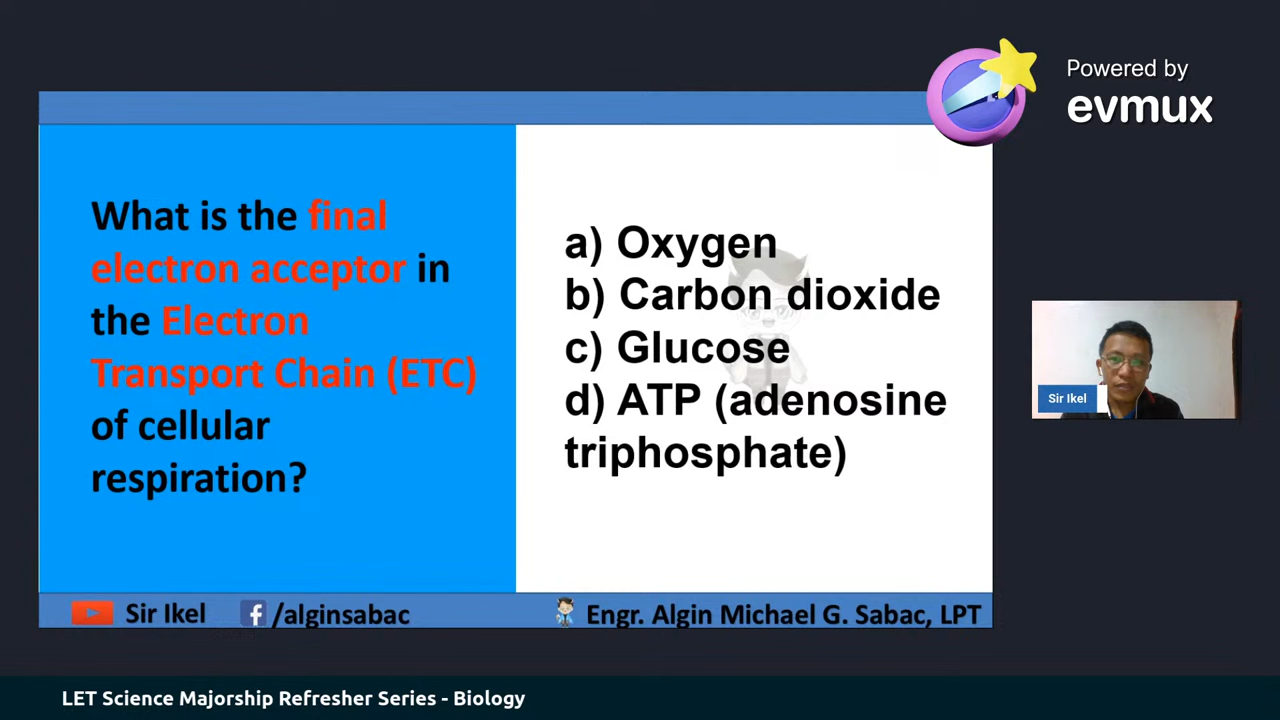 Powered by
evmux
What is the final
electron acceptor in
the Electron
Transport Chain (ETC)
of cellular
respiration?
a) Oxygen
b) Carbon dioxide
c) Glucose
d) ATP (adenosine
triphosphate)
Sir Ikel
Sir Ikel
/alginsabac
Engr. Algin Michael G. Sabac, LPT
LET Science Majorship Refresher Series - Biology